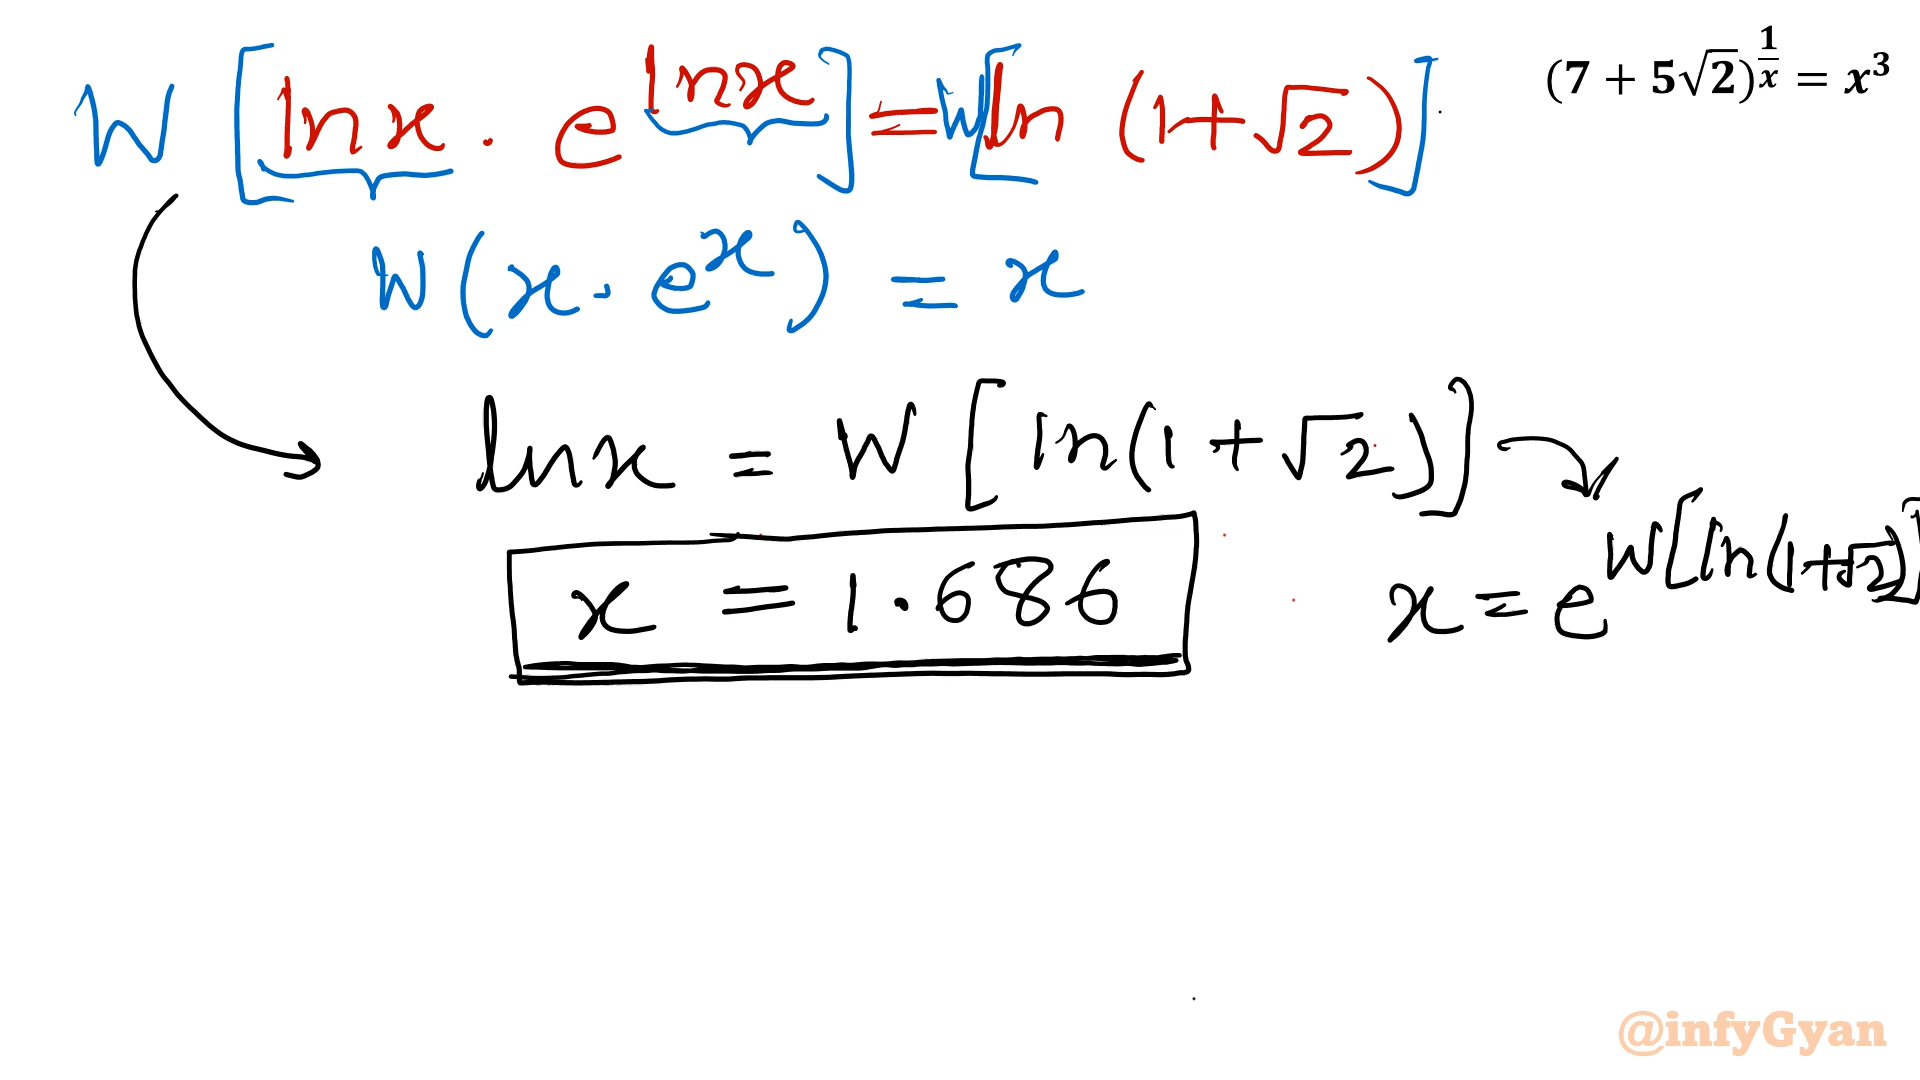 W [ln x . e^(ln x)] = W[ln (1+√2)]
(7 + 5√2)^(1/x) = x³
W(x . e^x) = x
ln x = W [ln(1+√2)]
x = e^(W[ln(1+√2)])
x = 1.686
@infyGyan